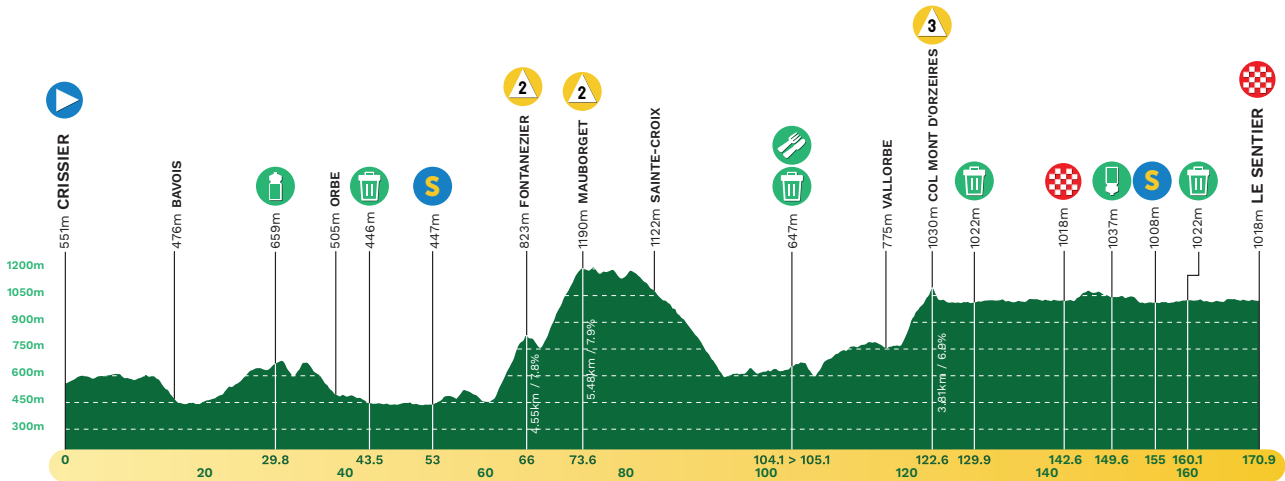 551m CRISSIER
476m BAVOIS
659m
505m ORBE
446m
S
447m
2
823m FONTANEZIER
2
1190m MAUBORGET
1122m SAINTE-CROIX
647m
775m VALLORBE
3
1030m COL MONT D'ORZEIRES
1022m
1018m
1037m
S
1008m
1022m
1018m LE SENTIER
1200m
1050m
900m
750m
600m
450m
300m
4.55km / 7.8%
5.48km / 7.9%
3.81km / 6.9%
0 29.8 43.5 53 66 73.6 104.1 > 105.1 122.6 129.9 142.6 149.6 155 160.1 170.9
20 40 60 80 100 120 140 160